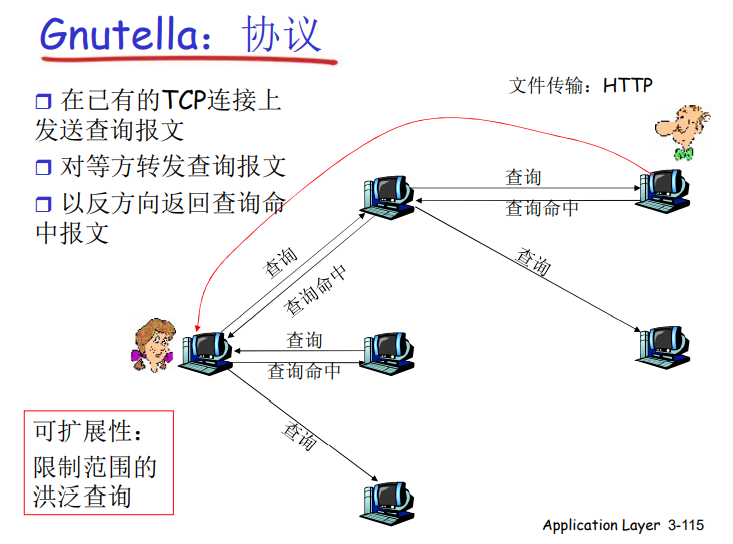 Gnutella：协议
文件传输：HTTP
❒ 在已有的TCP连接上
发送查询报文
❒ 对等方转发查询报文
❒ 以反方向返回查询命
中报文
查询
查询命中
查询
查询命中
查询
查询
查询命中
查询
可扩展性：
限制范围的
洪泛查询
Application Layer 3-115